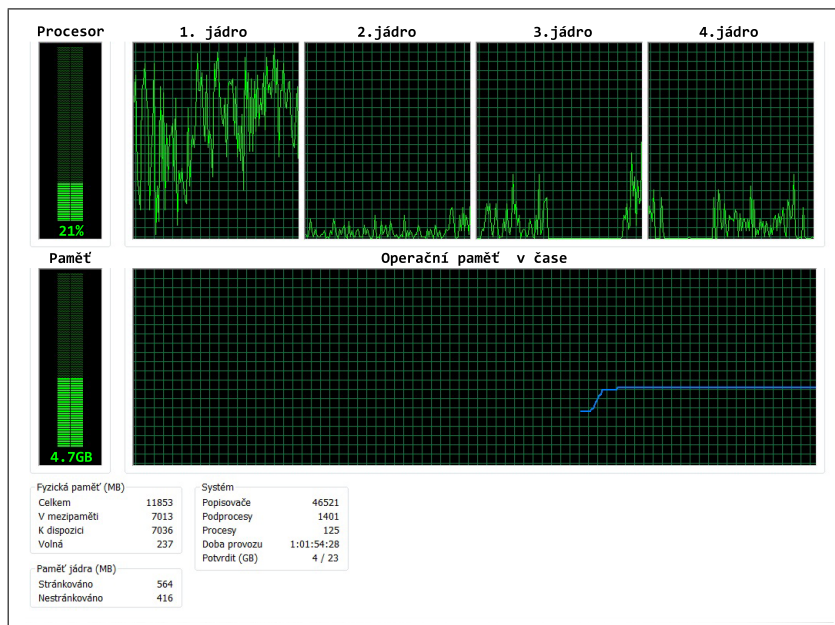 Procesor
1. jádro
2.jádro
3.jádro
4.jádro
21%
Paměť
Operační paměť  v čase
4.7GB
Fyzická paměť (MB)
Celkem 11853
V mezipaměti 7013
K dispozici 7036
Volná 237
Paměť jádra (MB)
Stránkováno 564
Nestránkováno 416
Systém
Popisovače 46521
Podprocesy 1401
Procesy 125
Doba provozu 1:01:54:28
Potvrdit (GB) 4 / 23